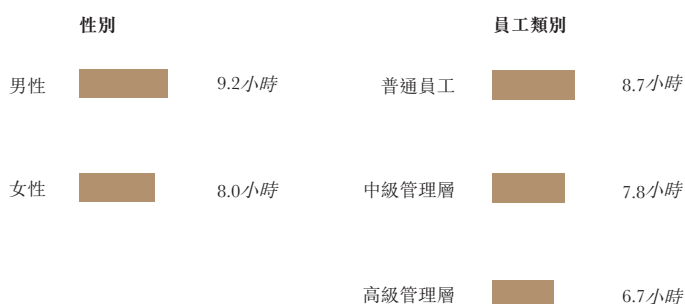 性別
男性 9.2小時
女性 8.0小時
員工類別
普通員工 8.7小時
中級管理層 7.8小時
高級管理層 6.7小時